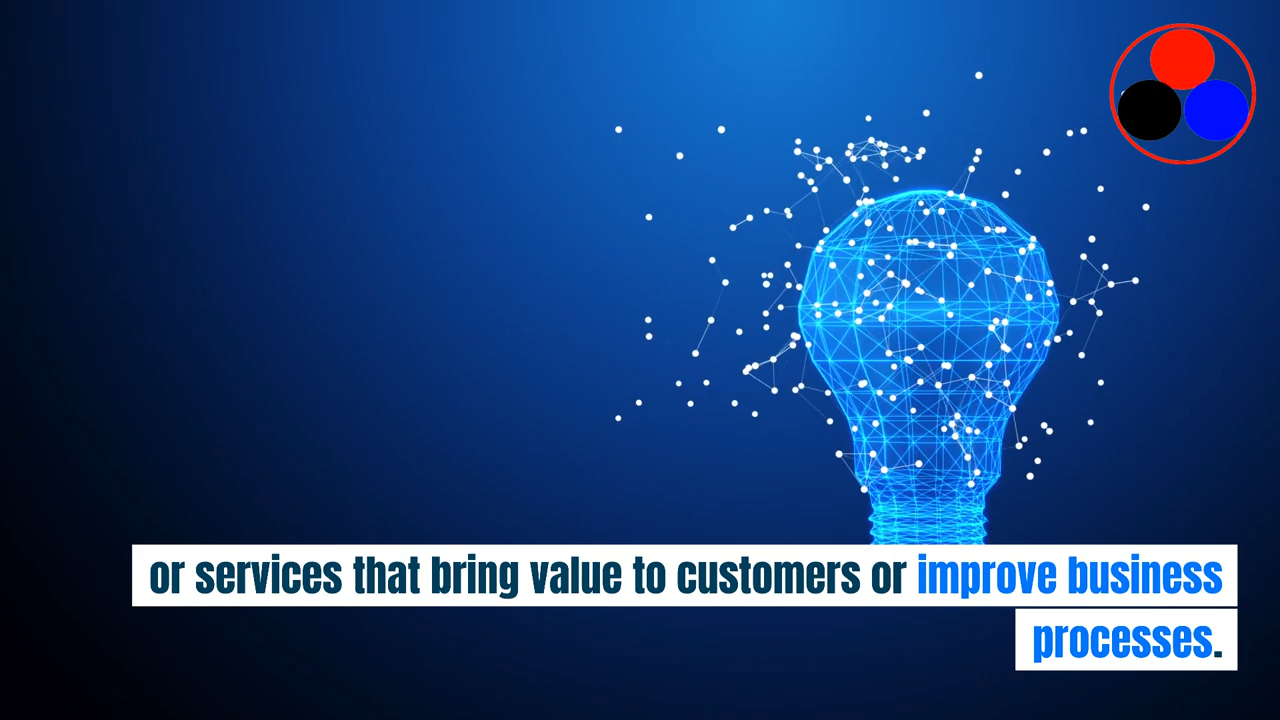 or services that bring value to customers or improve business
processes.